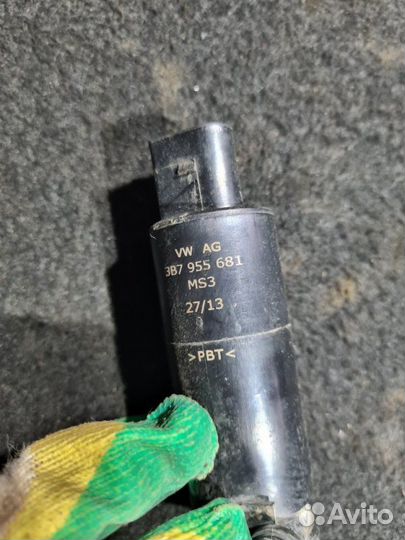 VW AG
3B7 955 681
MS3
27/13
>PBT<
Avito